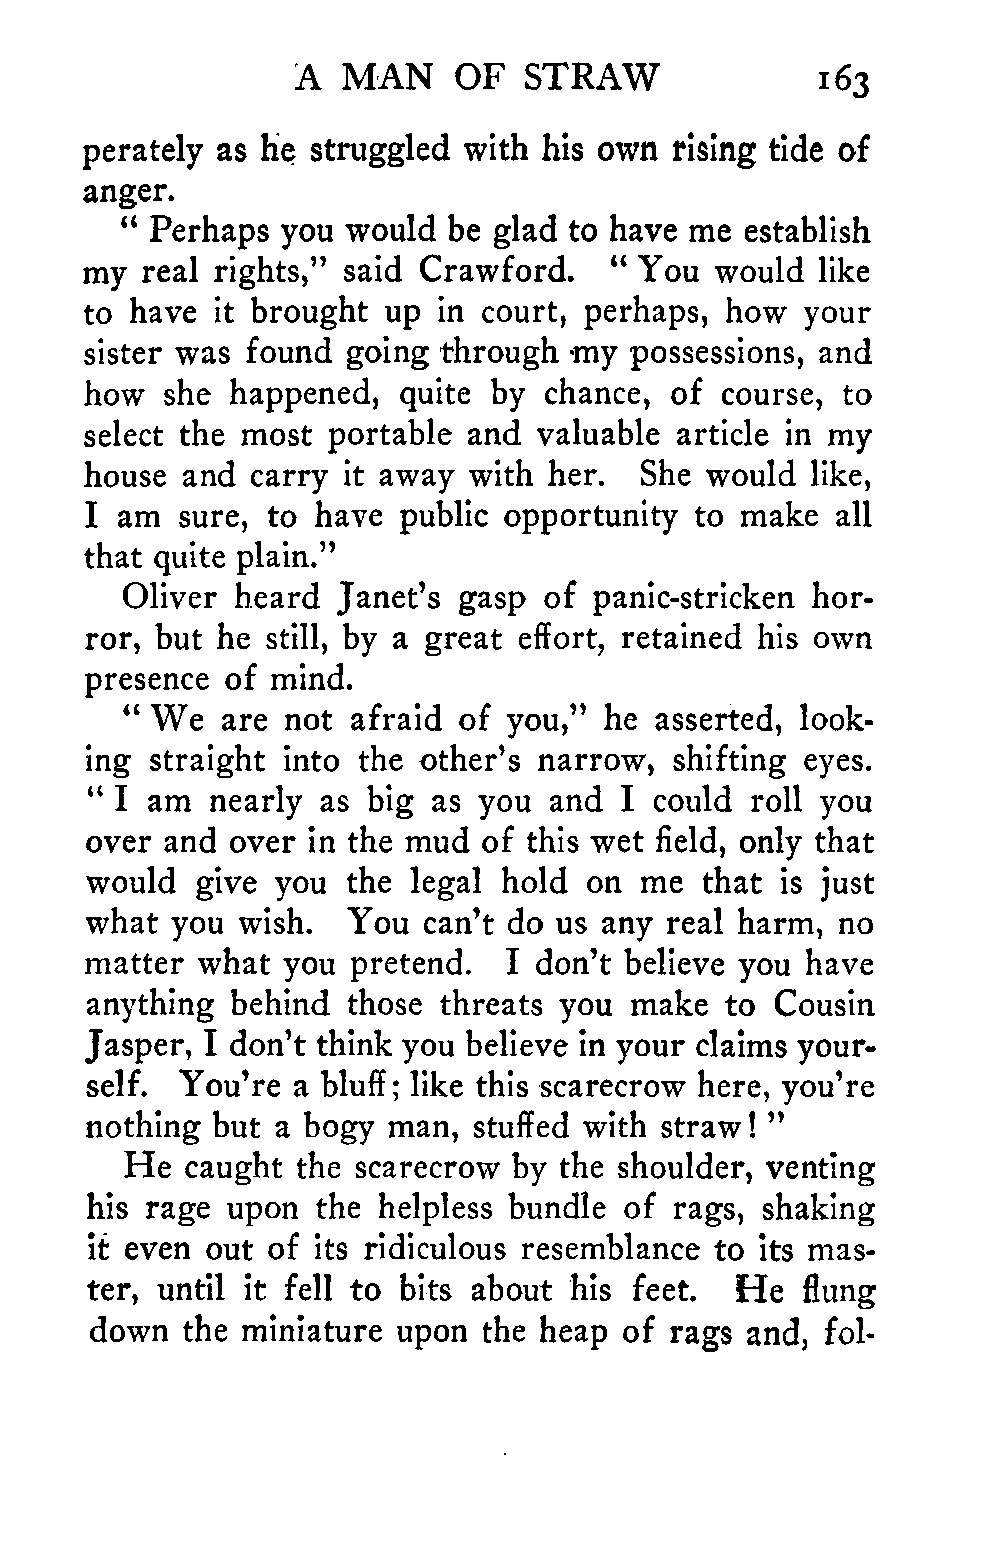 A MAN OF STRAW 163
perately as he struggled with his own rising tide of
anger.
“ Perhaps you would be glad to have me establish
my real rights,” said Crawford. “ You would like
to have it brought up in court, perhaps, how your
sister was found going through my possessions, and
how she happened, quite by chance, of course, to
select the most portable and valuable article in my
house and carry it away with her. She would like,
I am sure, to have public opportunity to make all
that quite plain.”
Oliver heard Janet’s gasp of panic-stricken hor-
ror, but he still, by a great effort, retained his own
presence of mind.
“ We are not afraid of you,” he asserted, look-
ing straight into the other’s narrow, shifting eyes.
“ I am nearly as big as you and I could roll you
over and over in the mud of this wet field, only that
would give you the legal hold on me that is just
what you wish. You can’t do us any real harm, no
matter what you pretend. I don’t believe you have
anything behind those threats you make to Cousin
Jasper, I don’t think you believe in your claims your-
self. You’re a bluff; like this scarecrow here, you’re
nothing but a bogy man, stuffed with straw! ”
He caught the scarecrow by the shoulder, venting
his rage upon the helpless bundle of rags, shaking
it even out of its ridiculous resemblance to its mas-
ter, until it fell to bits about his feet. He flung
down the miniature upon the heap of rags and, fol-